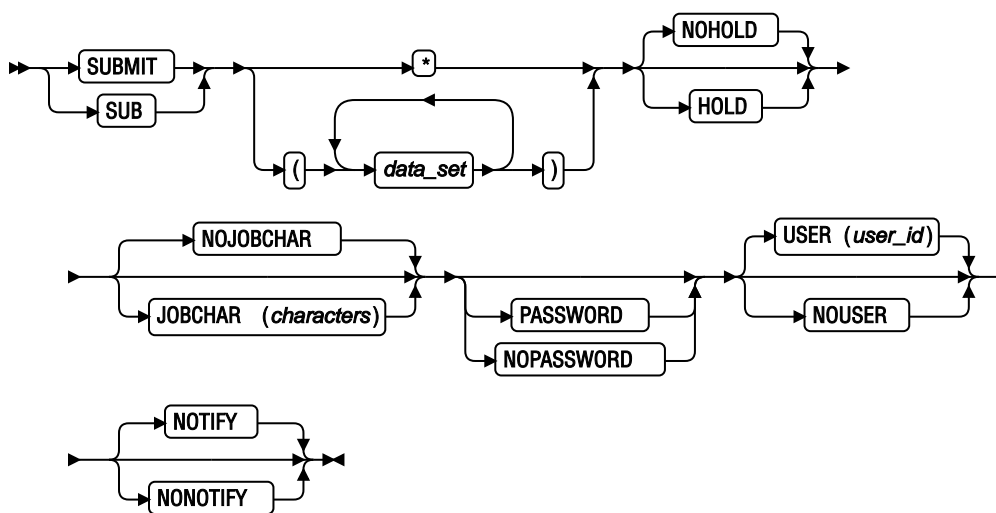 SUBMIT
SUB
*
( data_set )
NOHOLD
HOLD
NOJOBCHAR
JOBCHAR (characters)
PASSWORD
NOPASSWORD
USER (user_id)
NOUSER
NOTIFY
NONOTIFY